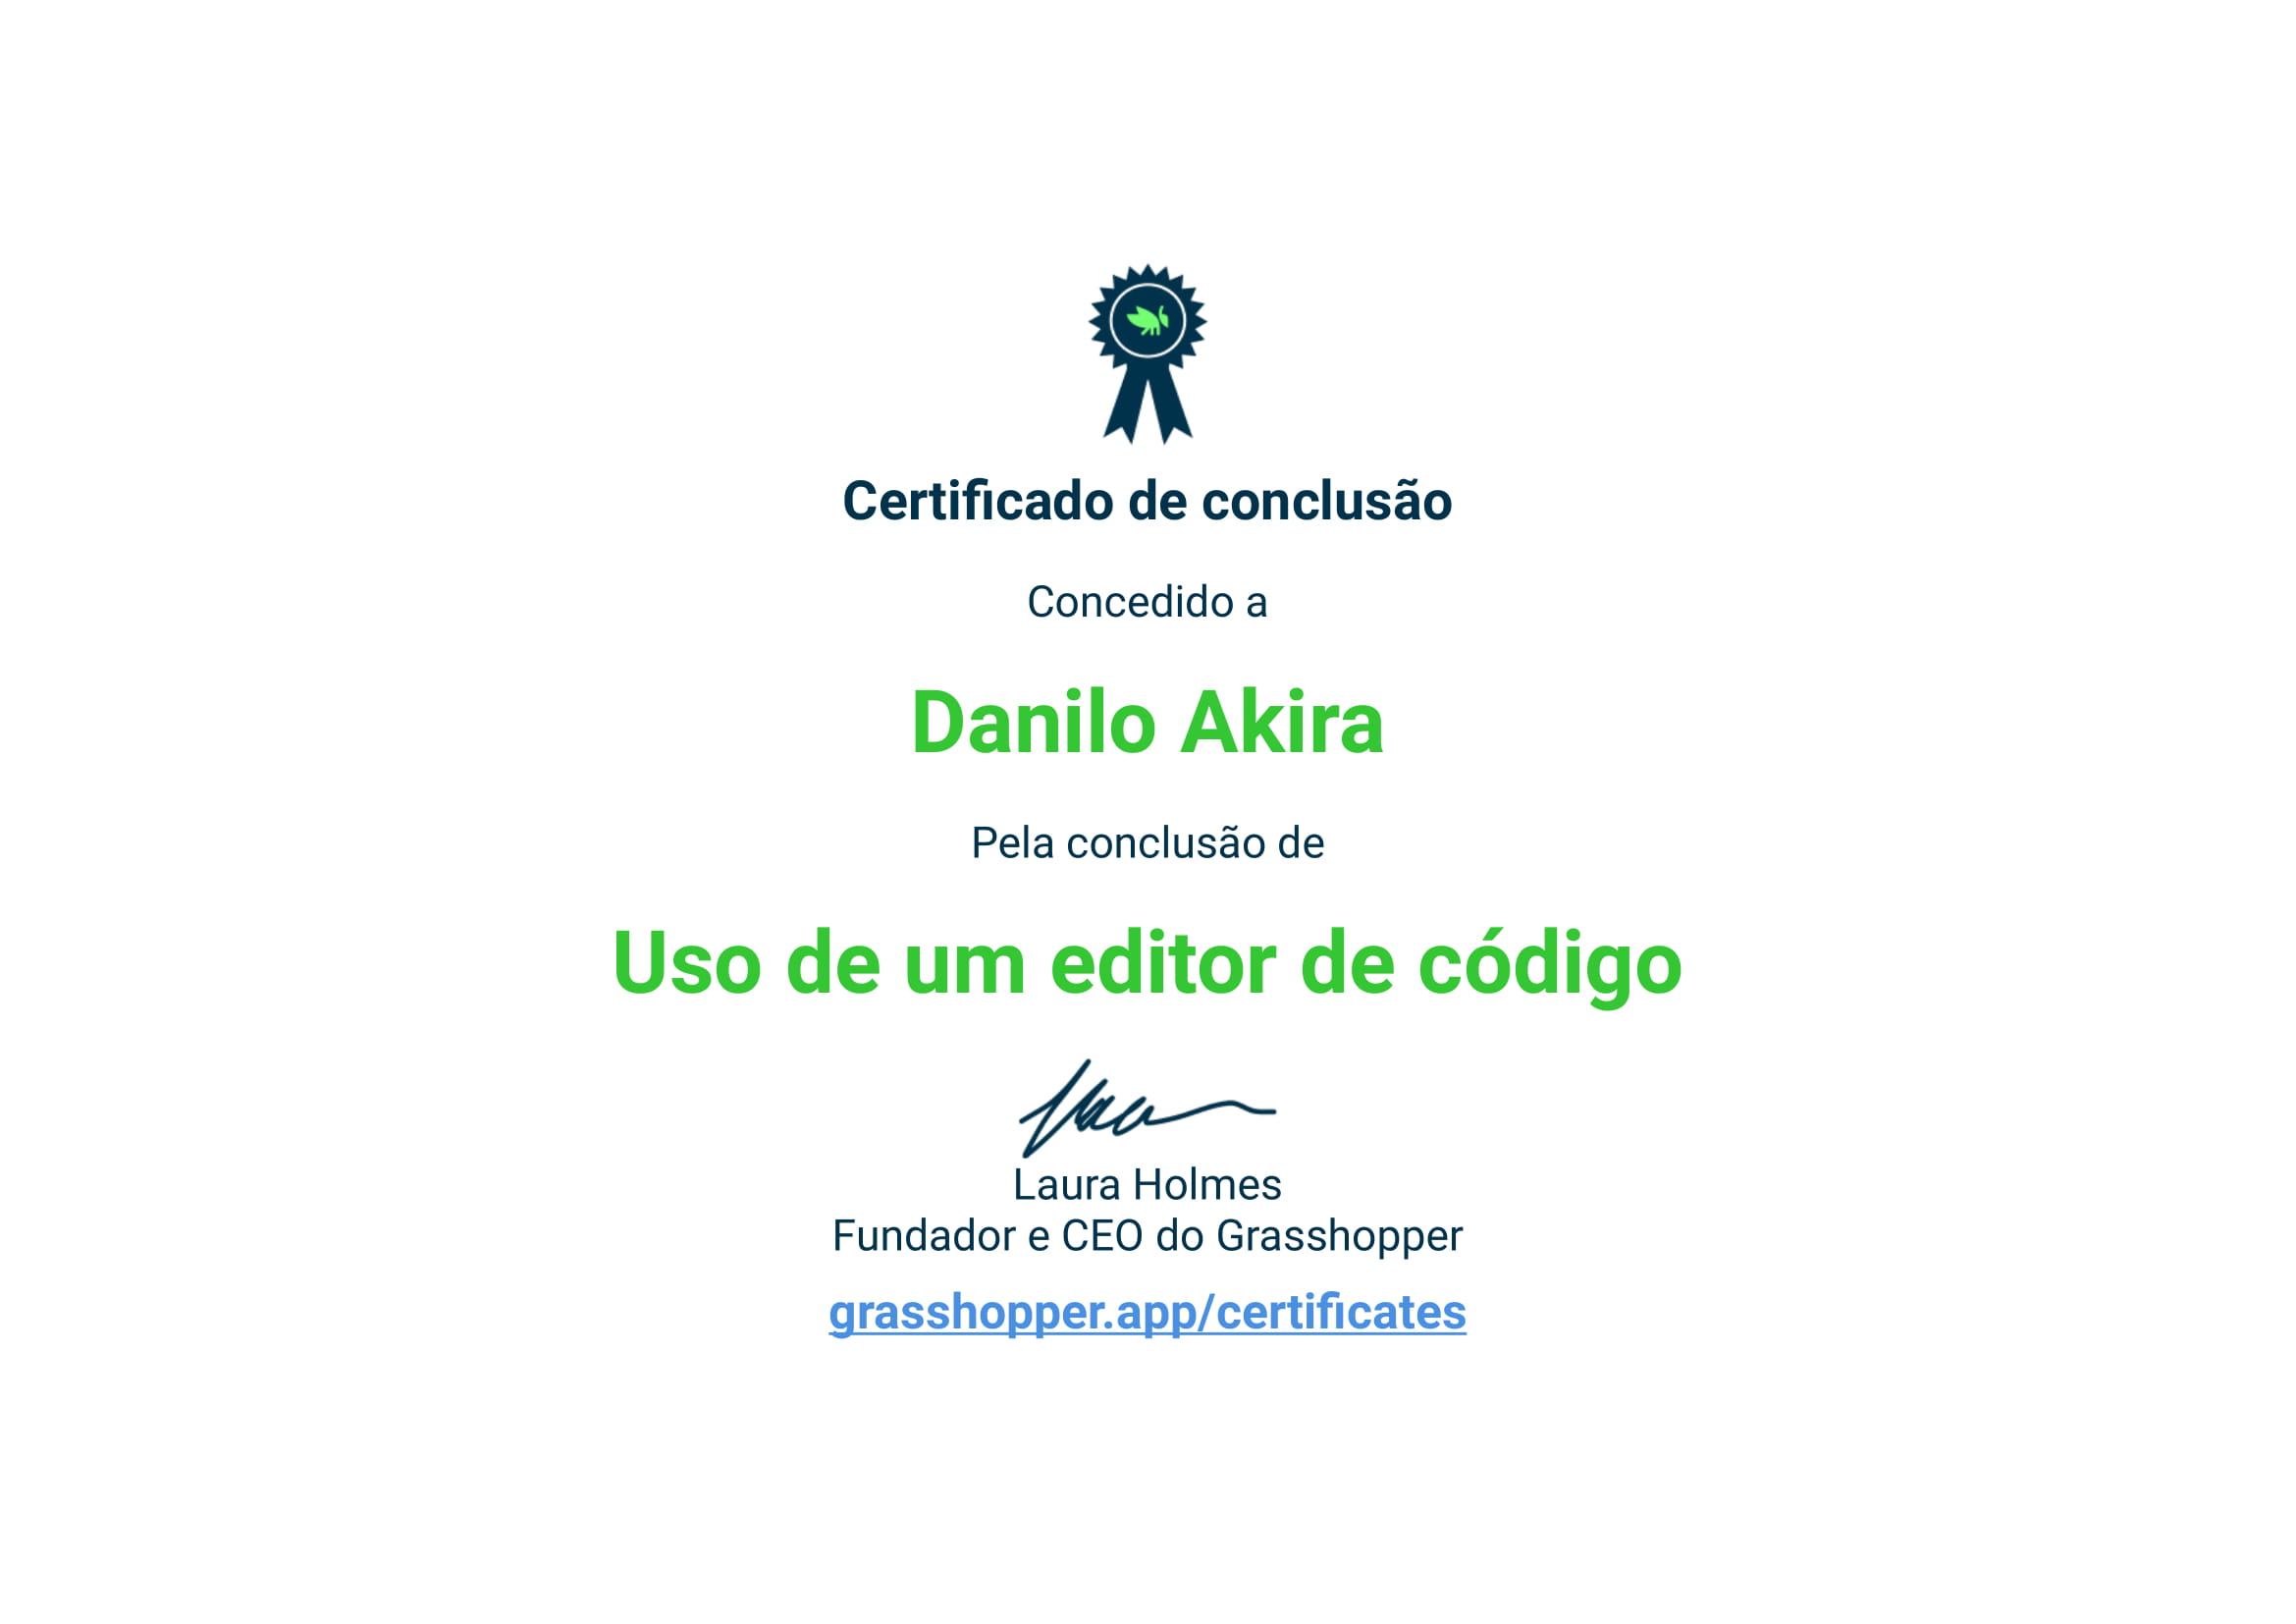 Certificado de conclusão
Concedido a
Danilo Akira
Pela conclusão de
Uso de um editor de código
Laura Holmes
Fundador e CEO do Grasshopper
grasshopper.app/certificates